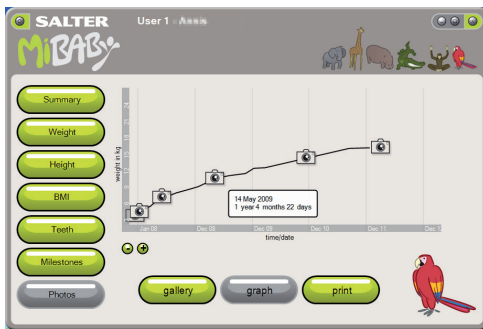 SALTER
User 1 -
MiBABy
Summary
Weight
Height
BMI
Teeth
Milestones
Photos
weight in kg
14 May 2009
1 year 4 months 22 days
Jan 08
Dec 08
Dec 09
Dec 10
Dec 11
time/date
gallery
graph
print